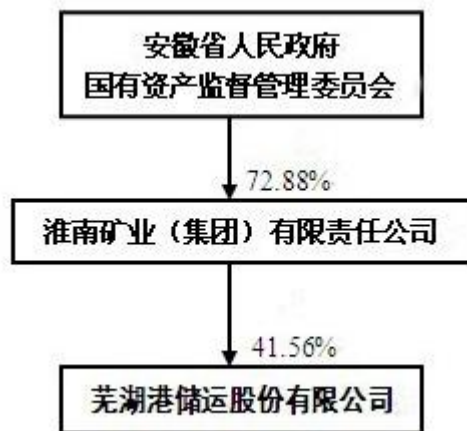 安徽省人民政府
国有资产监督管理委员会
72.88%
淮南矿业（集团）有限责任公司
41.56%
芜湖港储运股份有限公司